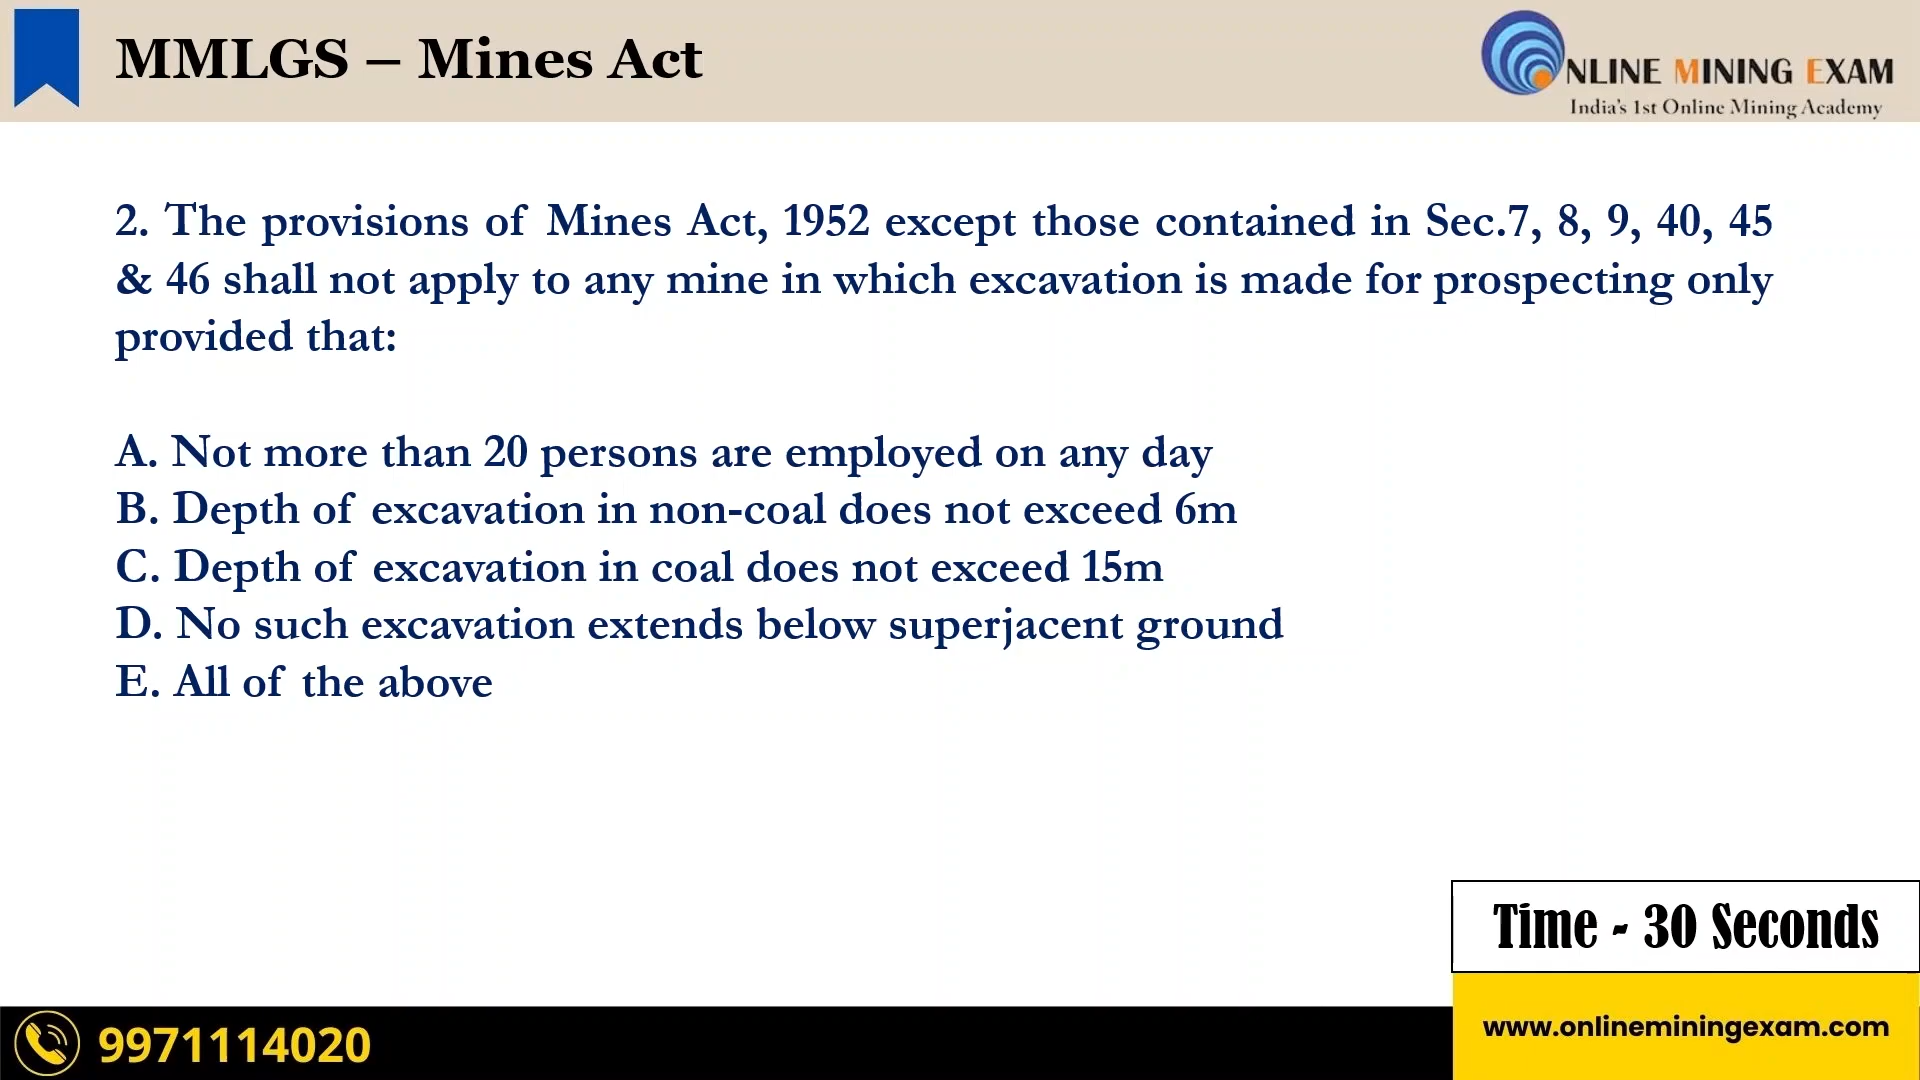 MMLGS – Mines Act
NLINE MINING EXAM
India's 1st Online Mining Academy
2. The provisions of Mines Act, 1952 except those contained in Sec.7, 8, 9, 40, 45
& 46 shall not apply to any mine in which excavation is made for prospecting only
provided that:
A. Not more than 20 persons are employed on any day
B. Depth of excavation in non-coal does not exceed 6m
C. Depth of excavation in coal does not exceed 15m
D. No such excavation extends below superjacent ground
E. All of the above
Time - 30 Seconds
9971114020
www.onlineminingexam.com